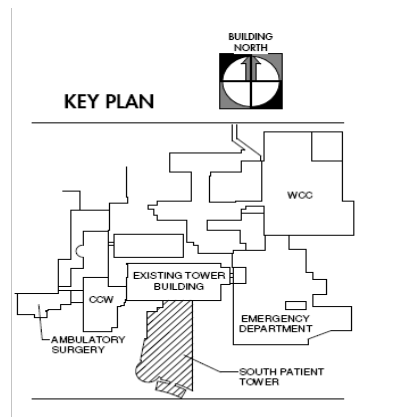 BUILDING
NORTH
KEY PLAN
WCC
EXISTING TOWER
BUILDING
CCW
EMERGENCY
DEPARTMENT
AMBULATORY
SURGERY
SOUTH PATIENT
TOWER